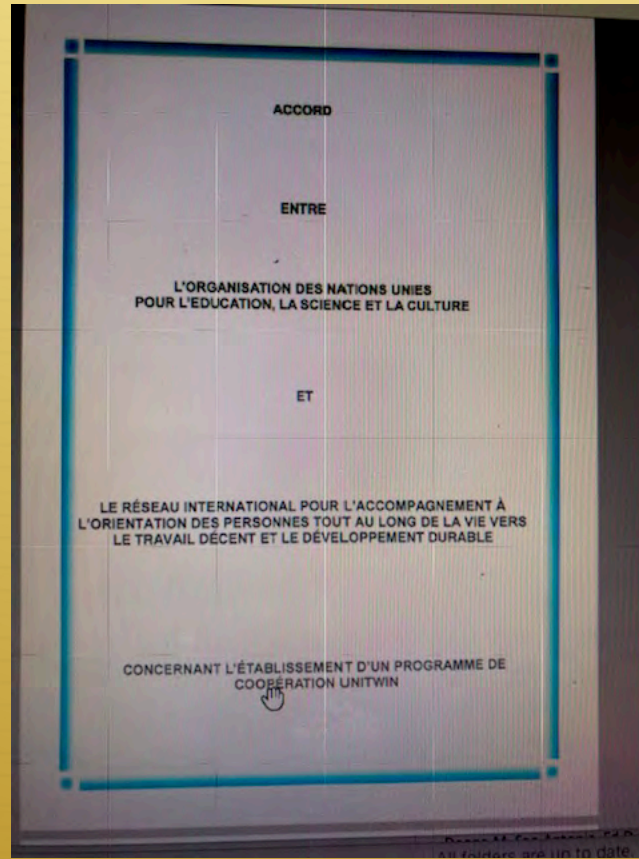 ACCORD
ENTRE
L'ORGANISATION DES NATIONS UNIES
POUR L'EDUCATION, LA SCIENCE ET LA CULTURE
ET
LE RÉSEAU INTERNATIONAL POUR L'ACCOMPAGNEMENT À
L'ORIENTATION DES PERSONNES TOUT AU LONG DE LA VIE VERS
LE TRAVAIL DÉCENT ET LE DÉVELOPPEMENT DURABLE
CONCERNANT L'ÉTABLISSEMENT D'UN PROGRAMME DE
COOPÉRATION UNITWIN
All folders are up to date.